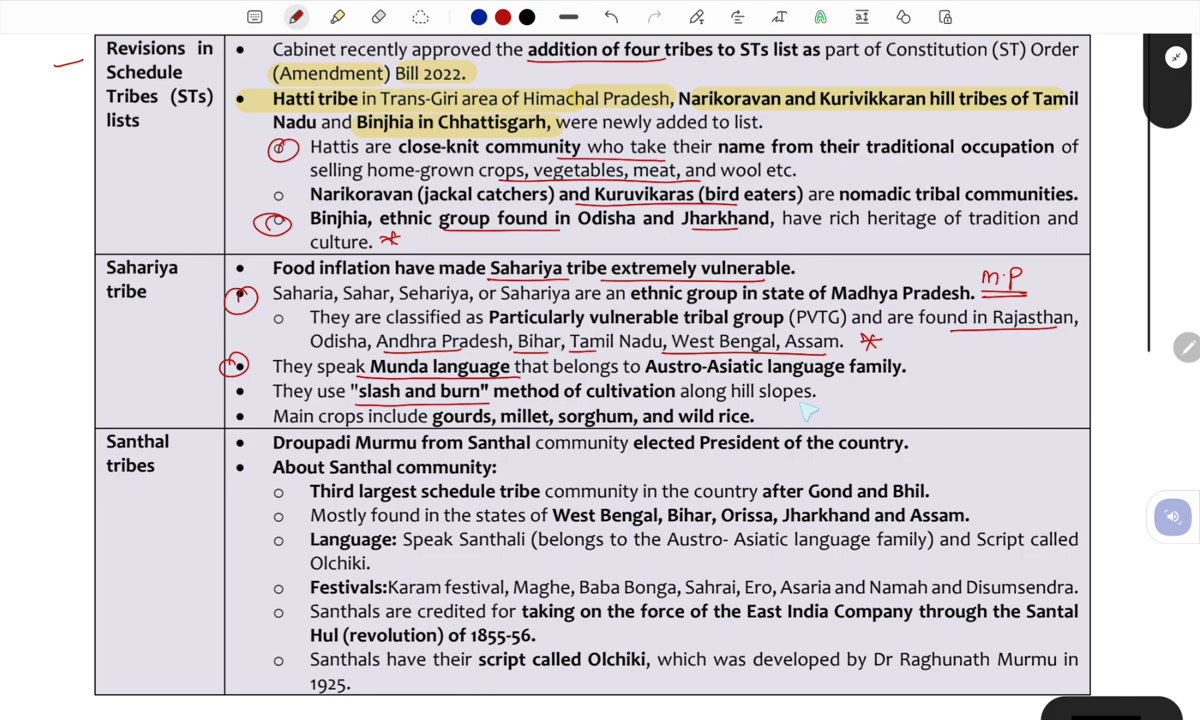 Revisions in
Schedule
Tribes (STs)
lists
• Cabinet recently approved the addition of four tribes to STs list as part of Constitution (ST) Order
(Amendment) Bill 2022.
• Hatti tribe in Trans-Giri area of Himachal Pradesh, Narikoravan and Kurivikkaran hill tribes of Tamil
Nadu and Binjhia in Chhattisgarh, were newly added to list.
o Hattis are close-knit community who take their name from their traditional occupation of
selling home-grown crops, vegetables, meat, and wool etc.
o Narikoravan (jackal catchers) and Kuruvikaras (bird eaters) are nomadic tribal communities.
o Binjhia, ethnic group found in Odisha and Jharkhand, have rich heritage of tradition and
culture.
Sahariya
tribe
• Food inflation have made Sahariya tribe extremely vulnerable.
• Saharia, Sahar, Sehariya, or Sahariya are an ethnic group in state of Madhya Pradesh. M.P
o They are classified as Particularly vulnerable tribal group (PVTG) and are found in Rajasthan,
Odisha, Andhra Pradesh, Bihar, Tamil Nadu, West Bengal, Assam.
• They speak Munda language that belongs to Austro-Asiatic language family.
• They use "slash and burn" method of cultivation along hill slopes.
• Main crops include gourds, millet, sorghum, and wild rice.
Santhal
tribes
• Droupadi Murmu from Santhal community elected President of the country.
• About Santhal community:
o Third largest schedule tribe community in the country after Gond and Bhil.
o Mostly found in the states of West Bengal, Bihar, Orissa, Jharkhand and Assam.
o Language: Speak Santhali (belongs to the Austro- Asiatic language family) and Script called
Olchiki.
o Festivals:Karam festival, Maghe, Baba Bonga, Sahrai, Ero, Asaria and Namah and Disumsendra.
o Santhals are credited for taking on the force of the East India Company through the Santal
Hul (revolution) of 1855-56.
o Santhals have their script called Olchiki, which was developed by Dr Raghunath Murmu in
1925.